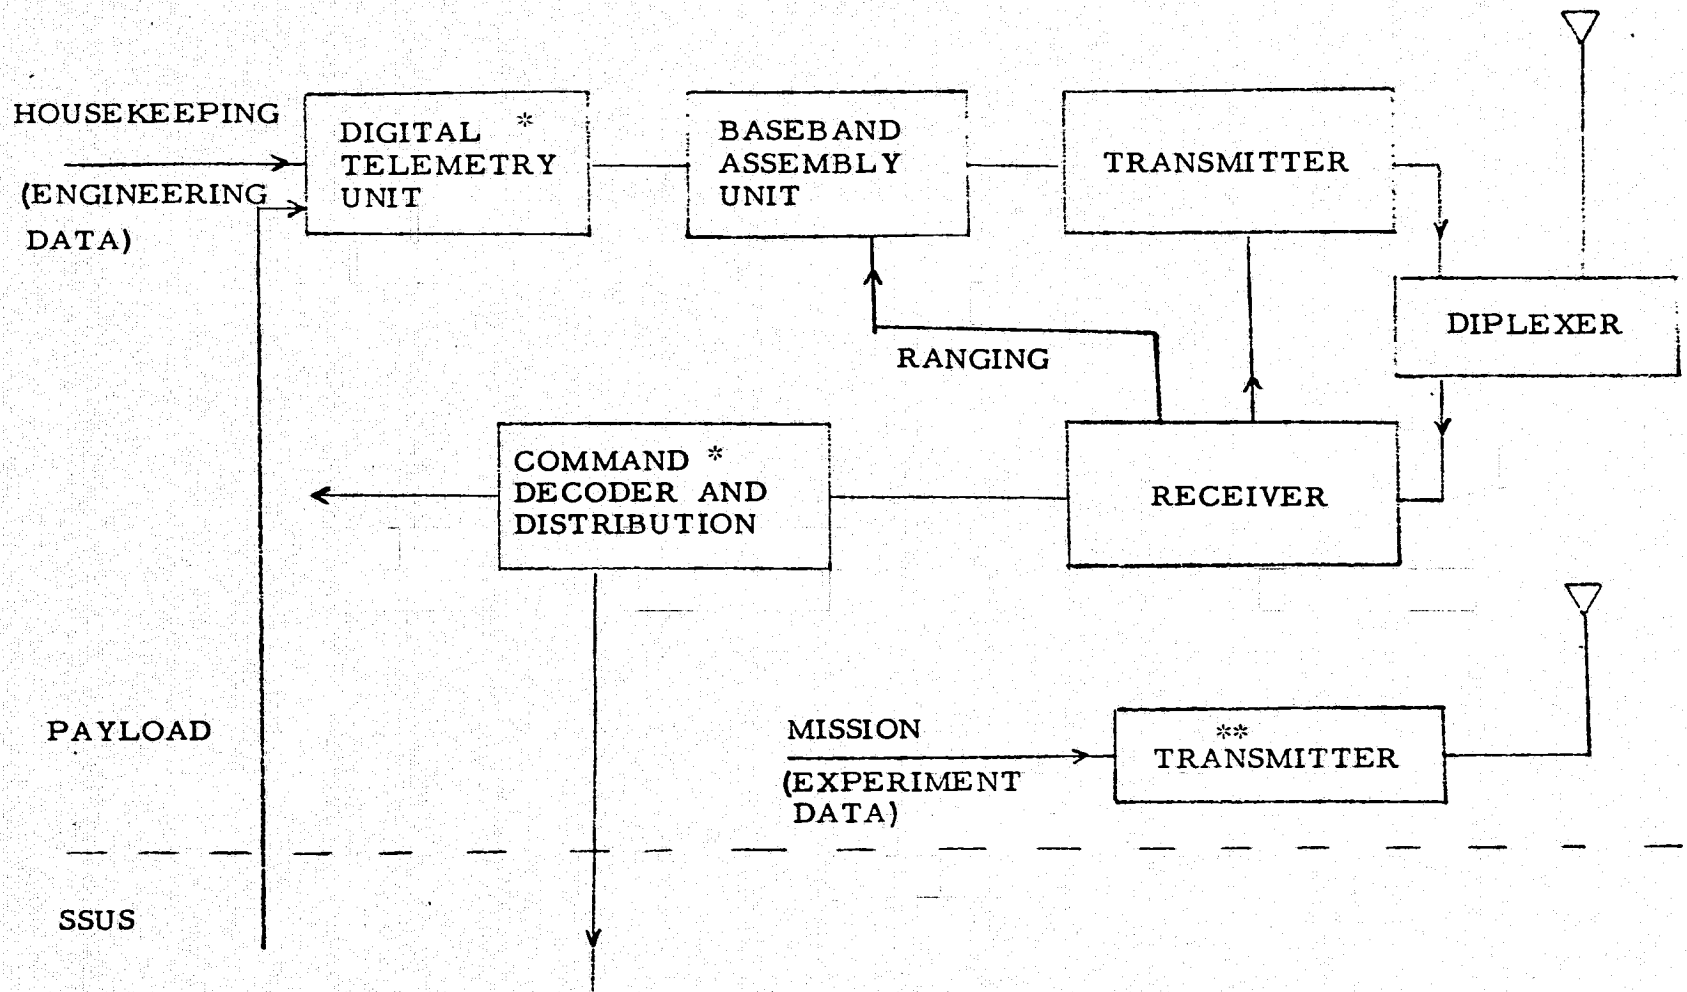 HOUSEKEEPING
(ENGINEERING
DATA)
DIGITAL *
TELEMETRY
UNIT
BASEBAND
ASSEMBLY
UNIT
TRANSMITTER
DIPLEXER
RANGING
COMMAND *
DECODER AND
DISTRIBUTION
RECEIVER
PAYLOAD
MISSION
(EXPERIMENT
DATA)
**
TRANSMITTER
SSUS